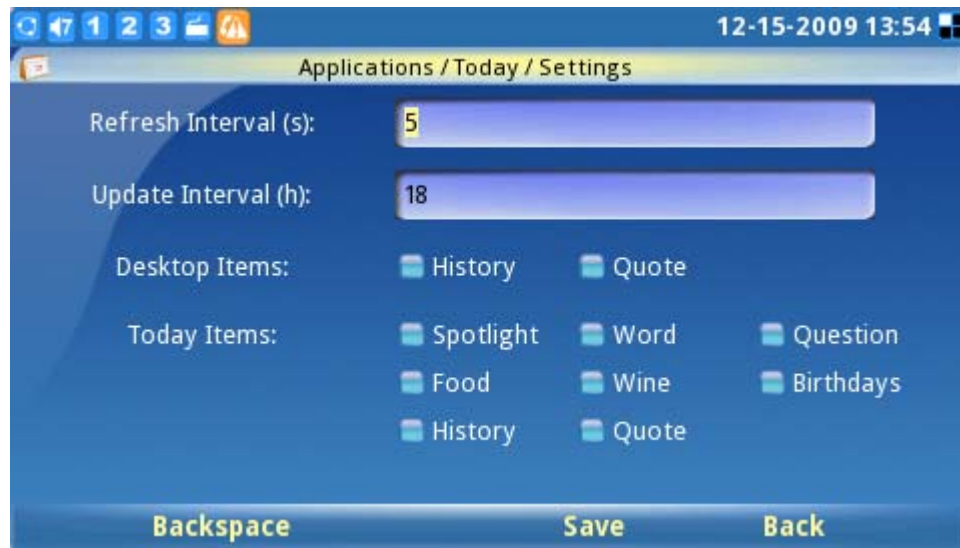 7 1 2 3 12-15-2009 13:54
Applications / Today / Settings
Refresh Interval (s): 5
Update Interval (h): 18
Desktop Items: History Quote
Today Items: Spotlight Word Question
Food Wine Birthdays
History Quote
Backspace Save Back